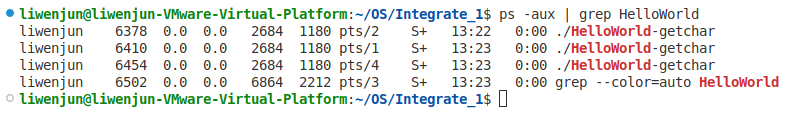 liwenjun@liwenjun-VMware-Virtual-Platform:~/OS/Integrate_1$ ps -aux | grep HelloWorld
liwenjun    6378  0.0  0.0   2684  1180 pts/2    S+   13:22   0:00 ./HelloWorld-getchar
liwenjun    6410  0.0  0.0   2684  1180 pts/1    S+   13:23   0:00 ./HelloWorld-getchar
liwenjun    6454  0.0  0.0   2684  1180 pts/4    S+   13:23   0:00 ./HelloWorld-getchar
liwenjun    6502  0.0  0.0   6864  2212 pts/3    S+   13:23   0:00 grep --color=auto HelloWorld
liwenjun@liwenjun-VMware-Virtual-Platform:~/OS/Integrate_1$